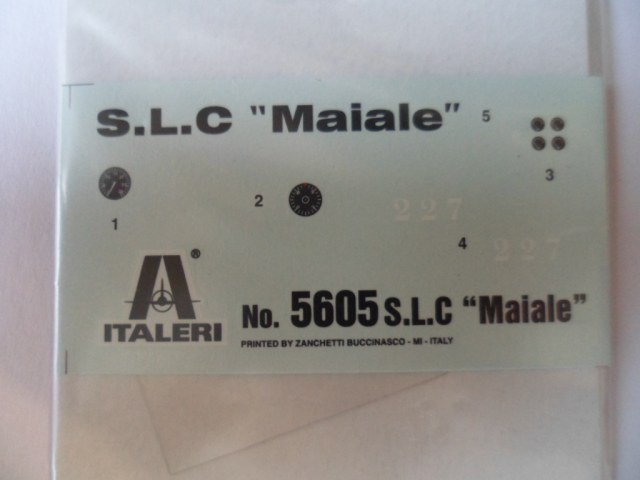 S.L.C "Maiale" 5
3
1
2
227
4
227
ITALERI®
No. 5605 S.L.C "Maiale"
PRINTED BY ZANCHETTI BUCCINASCO - MI - ITALY